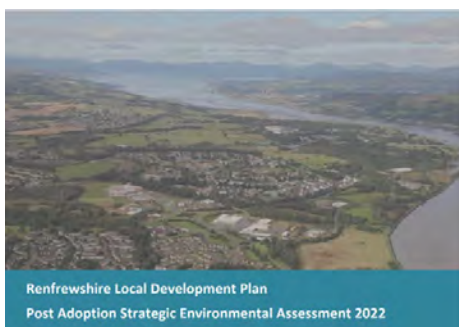 Renfrewshire Local Development Plan
Post Adoption Strategic Environmental Assessment 2022